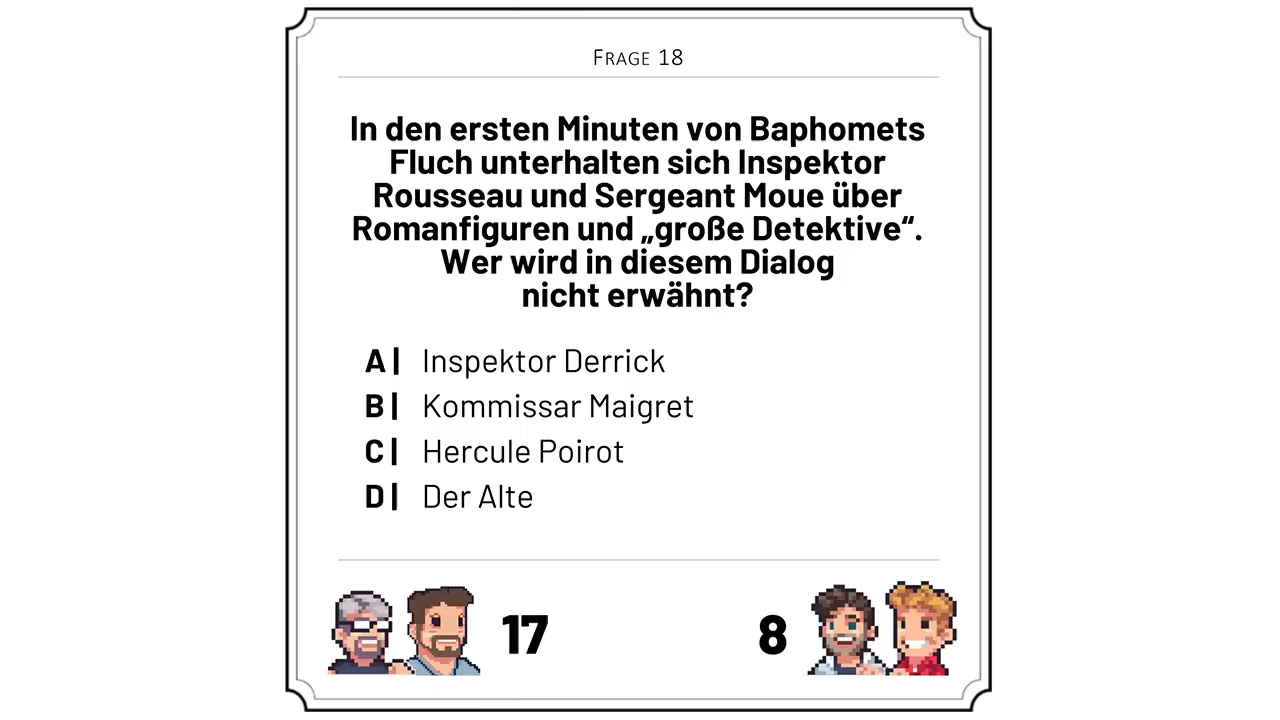 Frage 18
In den ersten Minuten von Baphomets
Fluch unterhalten sich Inspektor
Rousseau und Sergeant Moue über
Romanfiguren und „große Detektive“.
Wer wird in diesem Dialog
nicht erwähnt?
A| Inspektor Derrick
B| Kommissar Maigret
C| Hercule Poirot
D| Der Alte
17 8